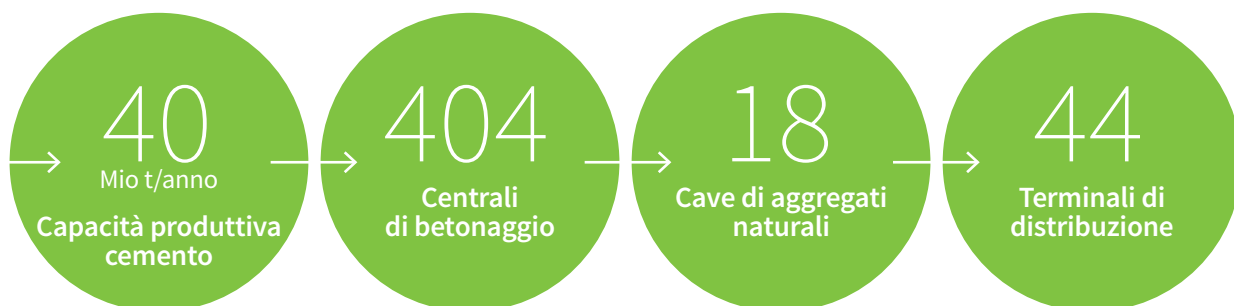 40
Mio t/anno
Capacità produttiva
cemento
404
Centrali
di betonaggio
18
Cave di aggregati
naturali
44
Terminali di
distribuzione